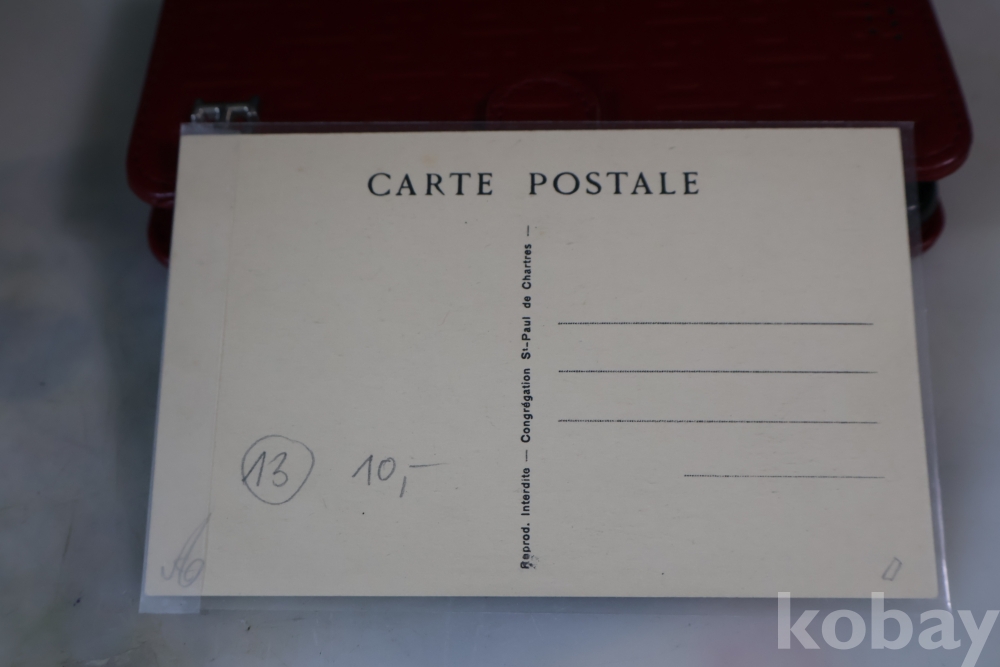 CARTE POSTALE
Reprod. Interdite — Congrégation St-Paul de Chartres —
13 10,-
kobay